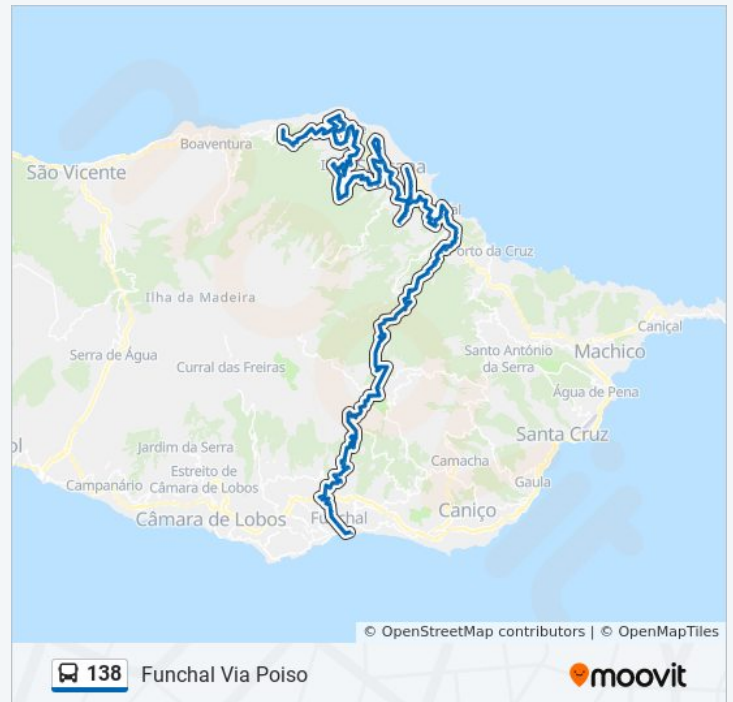 Boaventura
São Vicente
Porto da Cruz
Ilha da Madeira
Caniçal
Santo António
da Serra
Machico
Serra de Água
Curral das Freiras
Água de Pena
Santa Cruz
Jardim da Serra
Estreito de
Câmara de Lobos
Camacha
Campanário
Gaula
Câmara de Lobos
Funchal
Caniço
© OpenStreetMap contributors | © OpenMapTiles
138 Funchal Via Poiso
moovit